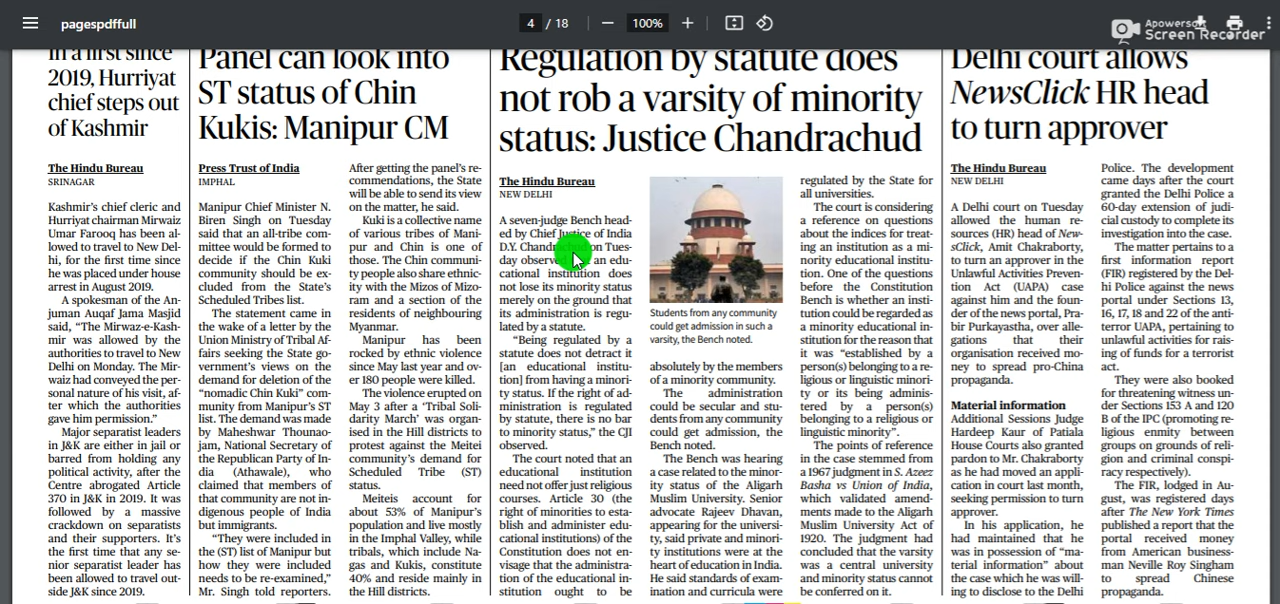 pagespdffull
4 / 18
100%
Apowersoft
Screen Recorder
In a first since
2019, Hurriyat
chief steps out
of Kashmir
The Hindu Bureau
SRINAGAR
Kashmir's chief cleric and
Hurriyat chairman Mirwaiz
Umar Farooq has been al-
lowed to travel to New Del-
hi, for the first time since
he was placed under house
arrest in August 2019.
A spokesman of the An-
juman Auqaf Jama Masjid
said, “The Mirwaz-e-Kash-
mir was allowed by the
authorities to travel to New
Delhi on Monday. The Mir-
waiz had conveyed the per-
sonal nature of his visit, af-
ter which the authorities
gave him permission.”
Major separatist leaders
in J&K are either in jail or
barred from holding any
political activity, after the
Centre abrogated Article
370 in J&K in 2019. It was
followed by a massive
crackdown on separatists
and their supporters. It's
the first time that any se-
nior separatist leader has
been allowed to travel out-
side J&K since 2019.
Panel can look into
ST status of Chin
Kukis: Manipur CM
Press Trust of India
IMPHAL
Manipur Chief Minister N.
Biren Singh on Tuesday
said that an all-tribe com-
mittee would be formed to
decide if the Chin Kuki
community should be ex-
cluded from the State's
Scheduled Tribes list.
The statement came in
the wake of a letter by the
Union Ministry of Tribal Af-
fairs seeking the State go-
vernment's views on the
demand for deletion of the
“nomadic Chin Kuki” com-
munity from Manipur's ST
list. The demand was made
by Maheshwar Thounao-
jam, National Secretary of
the Republican Party of In-
dia (Athawale), who
claimed that members of
that community are not in-
digenous people of India
but immigrants.
“They were included in
the (ST) list of Manipur but
how they were included
needs to be re-examined,”
Mr. Singh told reporters.
After getting the panel's re-
commendations, the State
will be able to send its view
on the matter, he said.
Kuki is a collective name
of various tribes of Mani-
pur and Chin is one of
those. The Chin communi-
ty people also share ethnic-
ity with the Mizos of Mizo-
ram and a section of the
residents of neighbouring
Myanmar.
Manipur has been
rocked by ethnic violence
since May last year and ov-
er 180 people were killed.
The violence erupted on
May 3 after a ‘Tribal Soli-
darity March’ was organ-
ised in the Hill districts to
protest against the Meitei
community's demand for
Scheduled Tribe (ST)
status.
Meiteis account for
about 53% of Manipur's
population and live mostly
in the Imphal Valley, while
tribals, which include Na-
gas and Kukis, constitute
40% and reside mainly in
the Hill districts.
Regulation by statute does
not rob a varsity of minority
status: Justice Chandrachud
The Hindu Bureau
NEW DELHI
A seven-judge Bench head-
ed by Chief Justice of India
D.Y. Chandrachud on Tues-
day observed an edu-
cational institution does
not lose its minority status
merely on the ground that
its administration is regu-
lated by a statute.
“Being regulated by a
statute does not detract it
[an educational institu-
tion] from having a minori-
ty status. If the right of ad-
ministration is regulated
by statute, there is no bar
to minority status,” the CJI
observed.
The court noted that an
educational institution
need not offer just religious
courses. Article 30 (the
right of minorities to esta-
blish and administer edu-
cational institutions) of the
Constitution does not en-
visage that the administra-
tion of the educational in-
stitution ought to be
Students from any community
could get admission in such a
varsity, the Bench noted.
absolutely by the members
of a minority community.
The administration
could be secular and stu-
dents from any community
could get admission, the
Bench noted.
The Bench was hearing
a case related to the minor-
ity status of the Aligarh
Muslim University. Senior
advocate Rajeev Dhavan,
appearing for the universi-
ty, said private and minori-
ty institutions were at the
heart of education in India.
He said standards of exam-
ination and curricula were
regulated by the State for
all universities.
The court is considering
a reference on questions
about the indices for treat-
ing an institution as a mi-
nority educational institu-
tion. One of the questions
before the Constitution
Bench is whether an insti-
tution could be regarded as
a minority educational in-
stitution for the reason that
it was “established by a
person(s) belonging to a re-
ligious or linguistic minori-
ty or its being adminis-
tered by a person(s)
belonging to a religious or
linguistic minority”.
The points of reference
in the case stemmed from
a 1967 judgment in S. Azeez
Basha vs Union of India,
which validated amend-
ments made to the Aligarh
Muslim University Act of
1920. The judgment had
concluded that the varsity
was a central university
and minority status cannot
be conferred on it.
Delhi court allows
NewsClick HR head
to turn approver
The Hindu Bureau
NEW DELHI
A Delhi court on Tuesday
allowed the human re-
sources (HR) head of New-
sClick, Amit Chakraborty,
to turn an approver in the
Unlawful Activities Preven-
tion Act (UAPA) case
against him and the foun-
der of the news portal, Pra-
bir Purkayastha, over alle-
gations that their
organisation received mo-
ney to spread pro-China
propaganda.
Material information
Additional Sessions Judge
Hardeep Kaur of Patiala
House Courts also granted
pardon to Mr. Chakraborty
as he had moved an appli-
cation in court last month,
seeking permission to turn
approver.
In his application, he
had maintained that he
was in possession of “ma-
terial information” about
the case which he was will-
ing to disclose to the Delhi
Police. The development
came days after the court
granted the Delhi Police a
60-day extension of judi-
cial custody to complete its
investigation into the case.
The matter pertains to a
first information report
(FIR) registered by the Del-
hi Police against the news
portal under Sections 13,
16, 17, 18 and 22 of the anti-
terror UAPA, pertaining to
unlawful activities for rais-
ing of funds for a terrorist
act.
They were also booked
for threatening witness un-
der Sections 153 A and 120
B of the IPC (promoting re-
ligious enmity between
groups on grounds of reli-
gion and criminal conspi-
racy respectively).
The FIR, lodged in Au-
gust, was registered days
after The New York Times
published a report that the
portal received money
from American business-
man Neville Roy Singham
to spread Chinese
propaganda.